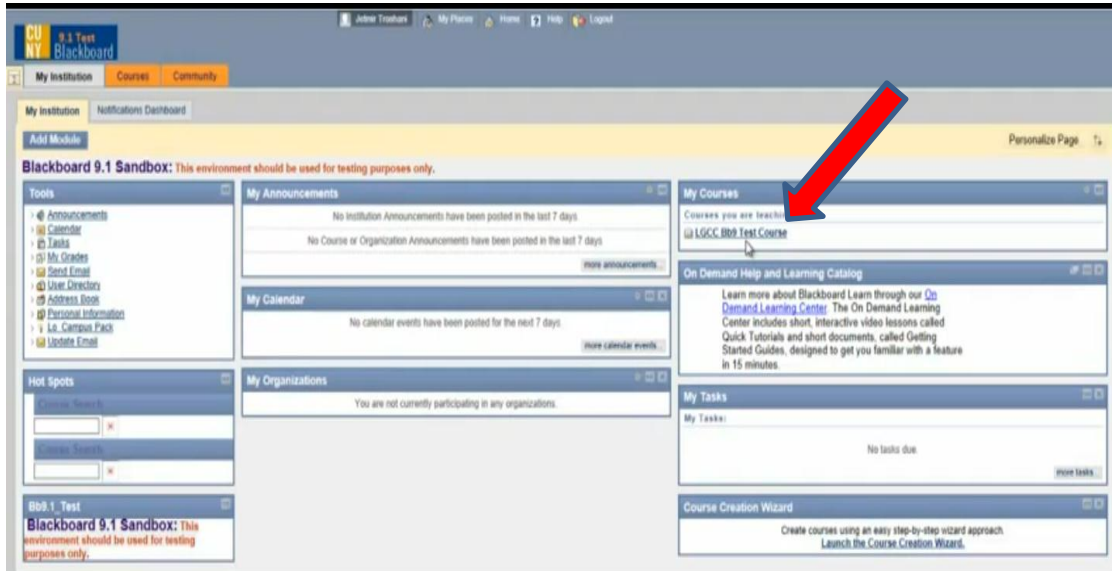 My Places Home Help Logout
CUNY 9.1 Test
Blackboard
My Institution Courses Community
My Institution Notifications Dashboard
Add Module
Personalize Page
Blackboard 9.1 Sandbox: This environment should be used for testing purposes only.
Tools
Announcements
Calendar
Tasks
My Grades
Send Email
User Directory
Address Book
Personal Information
Campus Pack
Update Email
Hot Spots
Course Search
Course Search
Bb9.1_Test
Blackboard 9.1 Sandbox: This
environment should be used for testing
purposes only.
My Announcements
No Institution Announcements have been posted in the last 7 days.
No Course or Organization Announcements have been posted in the last 7 days.
more announcements...
My Calendar
No calendar events have been posted for the next 7 days.
more calendar events...
My Organizations
You are not currently participating in any organizations.
My Courses
Courses you are
LGCC Bb9 Test Course
On Demand Help and Learning Catalog
Learn more about Blackboard Learn through our On
Demand Learning Center. The On Demand Learning
Center includes short, interactive video lessons called
Quick Tutorials and short documents, called Getting
Started Guides, designed to get you familiar with a feature
in 15 minutes.
My Tasks
My Tasks:
No tasks due.
more tasks...
Course Creation Wizard
Create courses using an easy step-by-step wizard approach.
Launch the Course Creation Wizard.